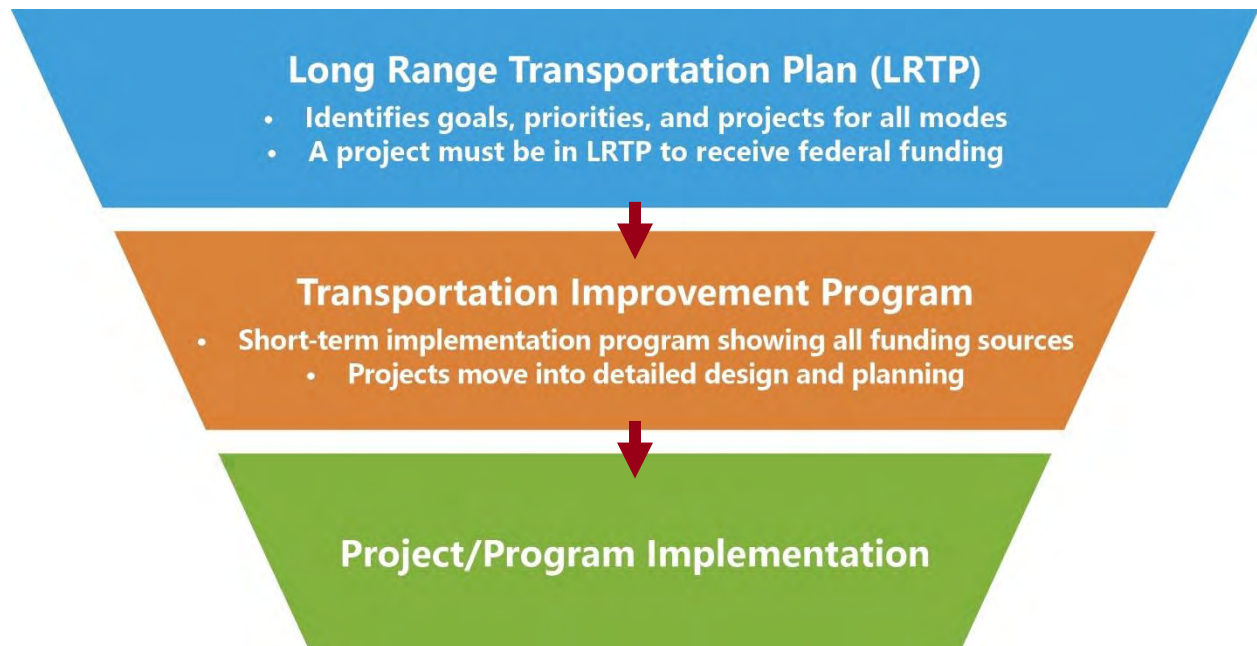 Long Range Transportation Plan (LRTP)
• Identifies goals, priorities, and projects for all modes
• A project must be in LRTP to receive federal funding
Transportation Improvement Program
• Short-term implementation program showing all funding sources
• Projects move into detailed design and planning
Project/Program Implementation